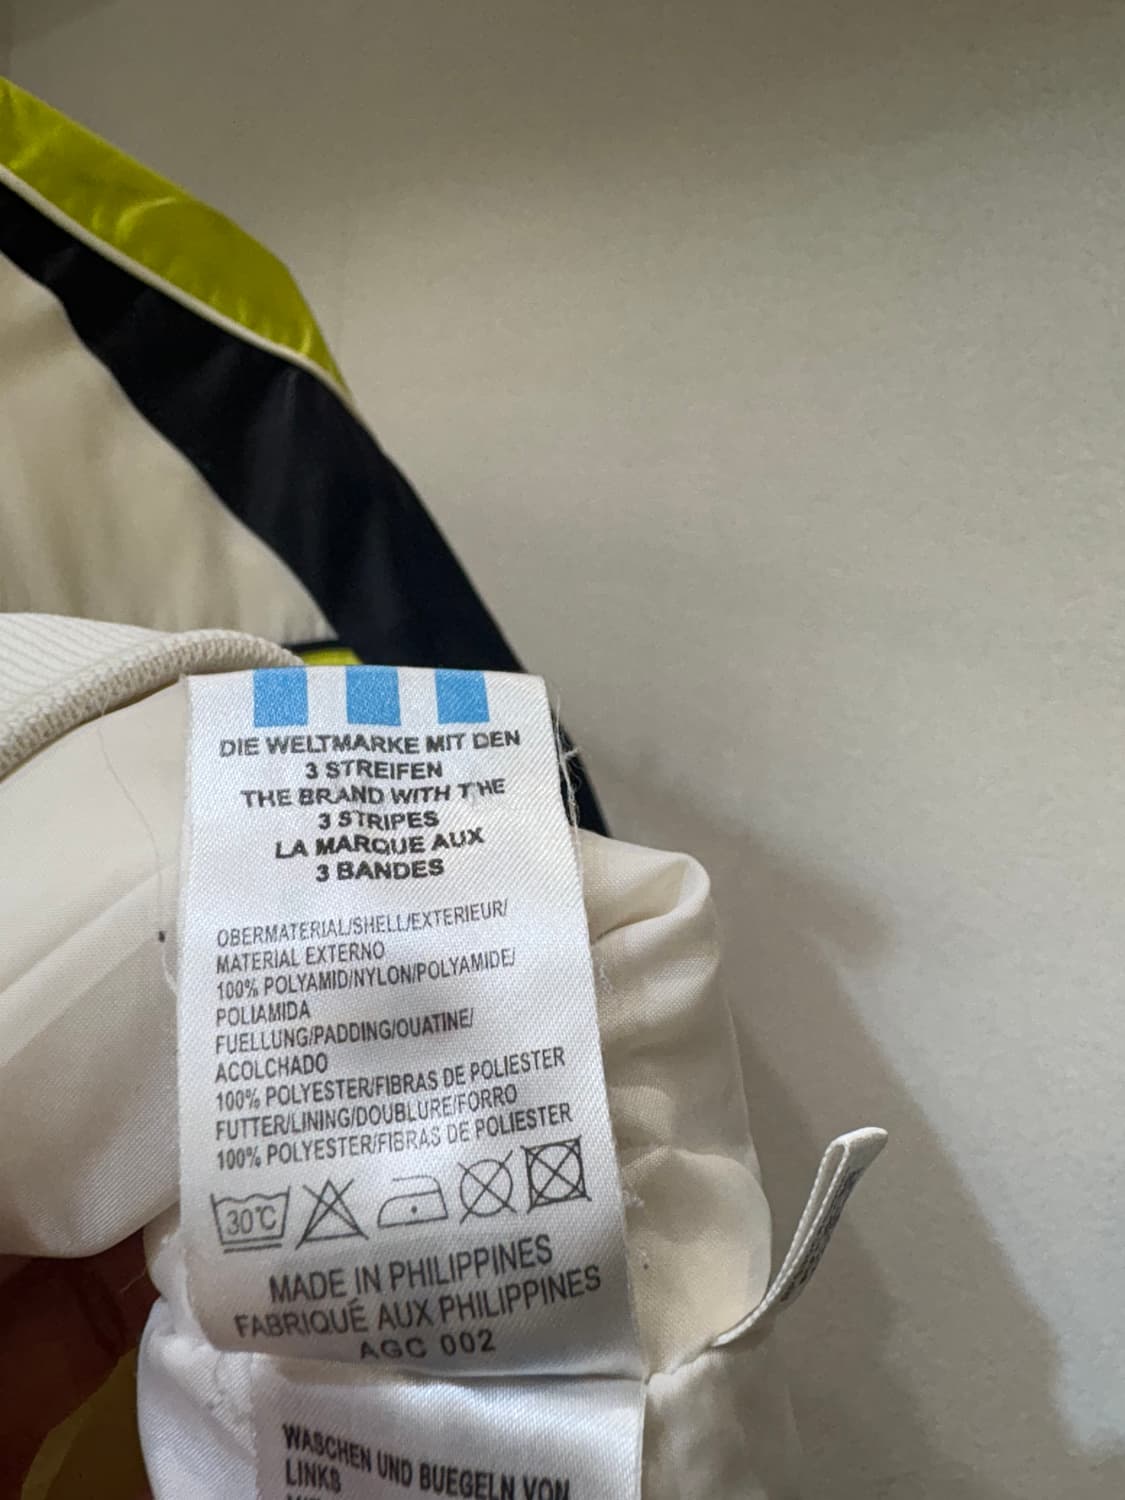 DIE WELTMARKE MIT DEN
3 STREIFEN
THE BRAND WITH THE
3 STRIPES
LA MARQUE AUX
3 BANDES
OBERMATERIAL/SHELL/EXTERIEUR/
MATERIAL EXTERNO
100% POLYAMID/NYLON/POLYAMIDE/
POLIAMIDA
FUELLUNG/PADDING/OUATINE/
ACOLCHADO
100% POLYESTER/FIBRAS DE POLIESTER
FUTTER/LINING/DOUBLURE/FORRO
100% POLYESTER/FIBRAS DE POLIESTER
30°C
MADE IN PHILIPPINES
FABRIQUÉ AUX PHILIPPINES
AGC 002
WASCHEN UND BUEGELN VON
LINKS